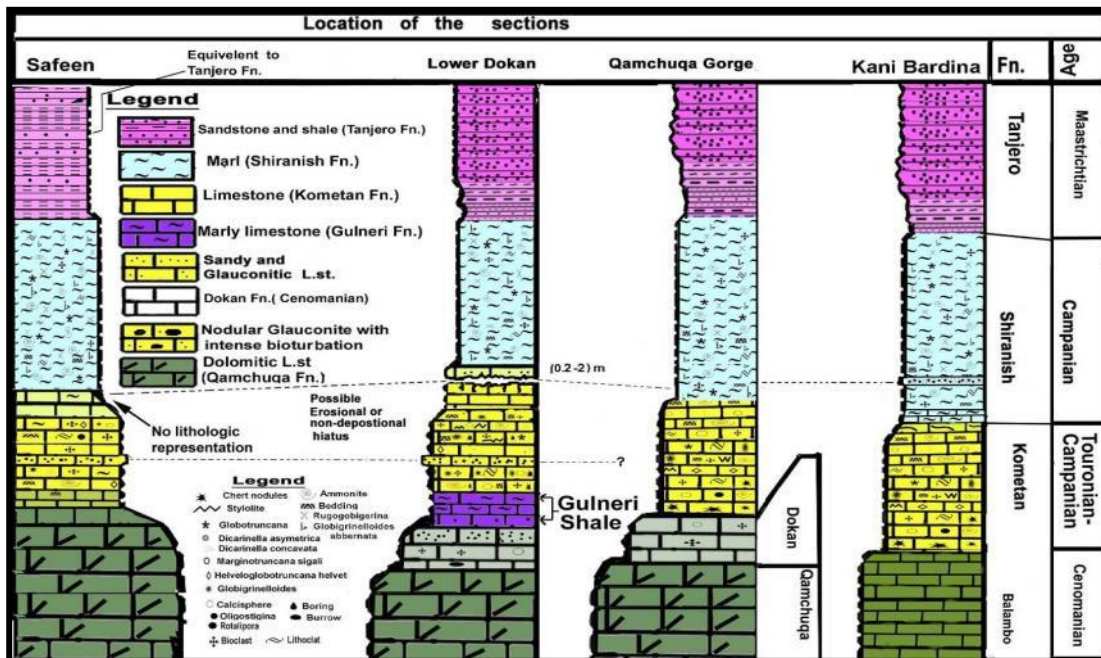 Location of the sections
Safeen
Equivelent to
Tanjero Fn.
Lower Dokan
Qamchuqa Gorge
Kani Bardina
Fn.
Age
Legend
Sandstone and shale (Tanjero Fn.)
Marl (Shiranish Fn.)
Limestone (Kometan Fn.)
Marly limestone (Gulneri Fn.)
Sandy and
Glauconitic L.st.
Dokan Fn.( Cenomanian)
Nodular Glauconite with
intense bioturbation
Dolomitic L.st
(Qamchuqa Fn.)
No lithologic
representation
Possible
Erosional or
non-depostional
hiatus
(0.2-2) m
?
Legend
Chert nodules
Stylolite
Globotruncana
Dicarinella asymetrica
Dicarinella concavata
Marginotruncana sigali
Helveloglobotruncana helvet
Globigrinelloides
Calcisphere
Oligostigina
Rotalipora
Bioclast
Ammonite
Bedding
Rugogobigerina
Globigrinelloides
abbernata
Boring
Burrow
Lithoclat
Gulneri
Shale
Dokan
Qamchuqa
Tanjero
Shiranish
Kometan
Balambo
Maastrichtian
Campanian
Touronian-
Campanian
Cenomanian